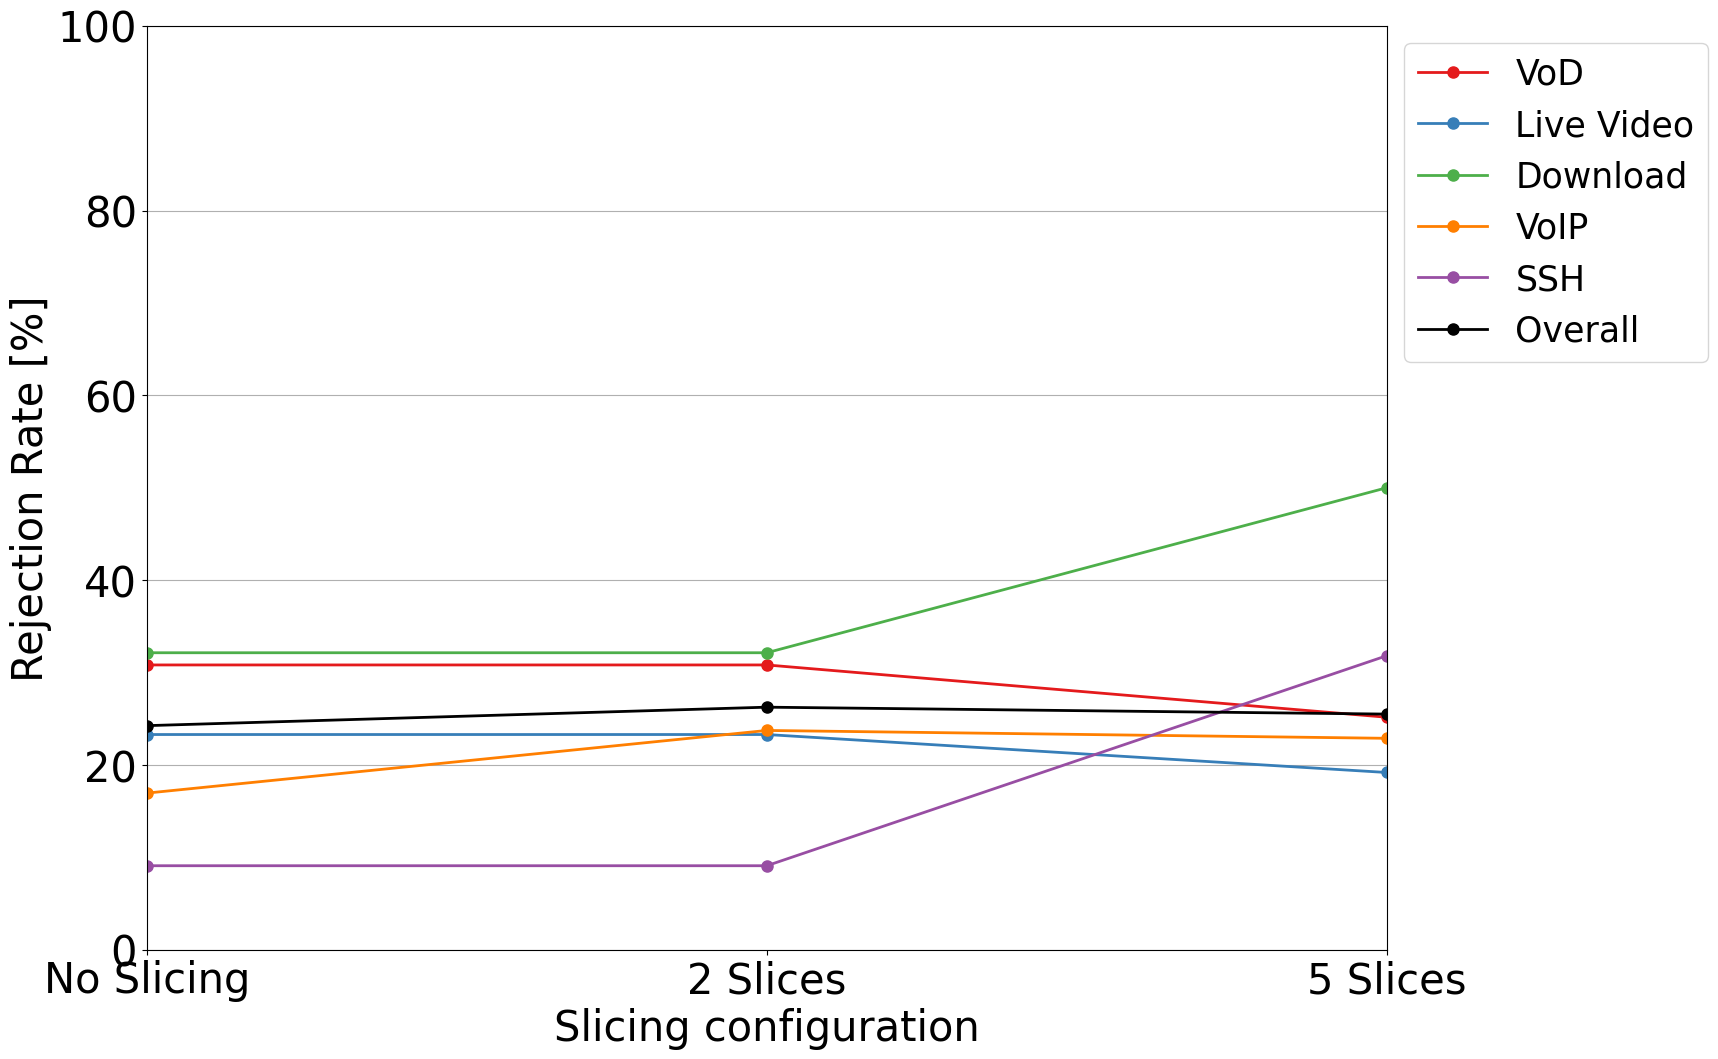 Rejection Rate [%]
100
80
60
40
20
0
No Slicing
2 Slices
5 Slices
Slicing configuration
VoD
Live Video
Download
VoIP
SSH
Overall